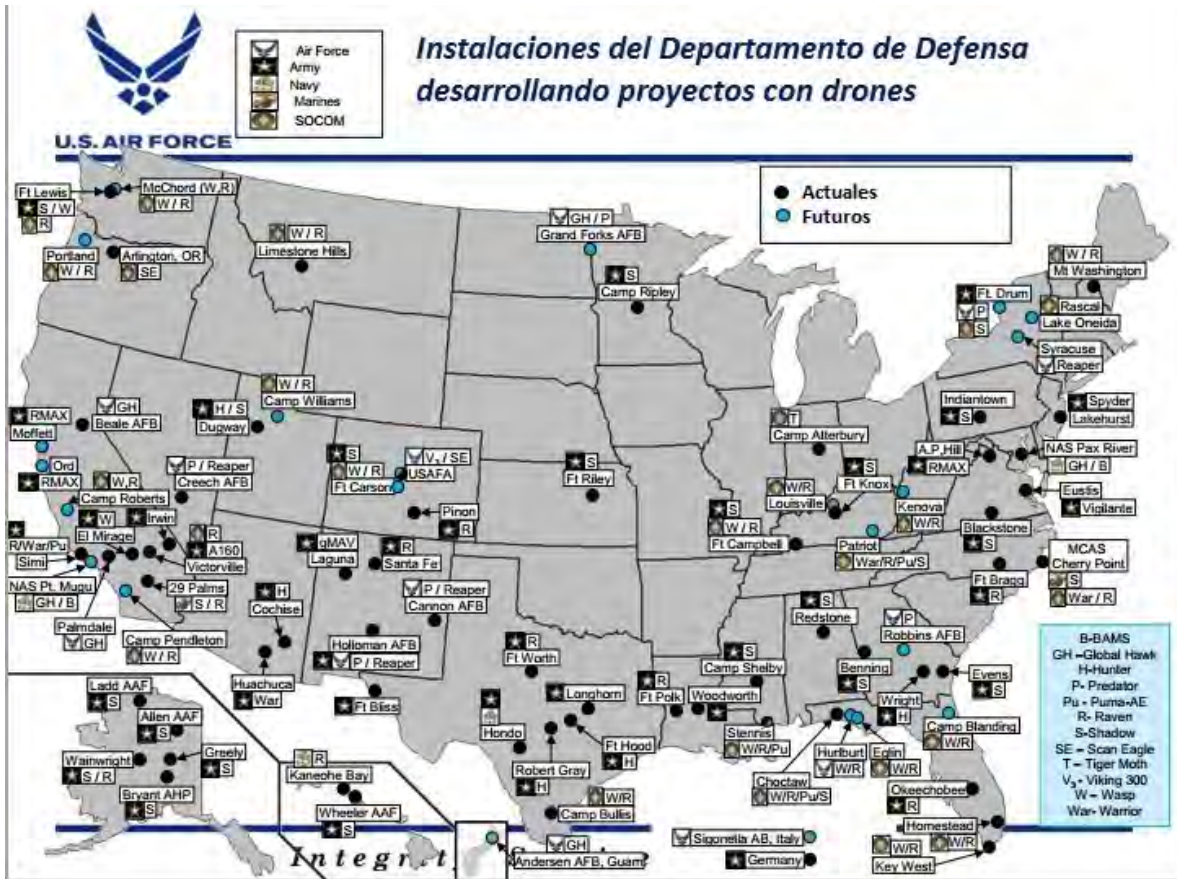 Instalaciones del Departamento de Defensa
desarrollando proyectos con drones
U.S. AIR FORCE
Air Force
Army
Navy
Marines
SOCOM
Actuales
Futuros
Ft Lewis
S / W
R
McChord (W,R)
W / R
Portland
W / R
Arlington, OR
SE
W / R
Limestone Hills
GH / P
Grand Forks AFB
S
Camp Ripley
W / R
Mt Washington
Ft. Drum
P
S
Rascal
Lake Oneida
Syracuse
Reaper
Indiantown
S
Spyder
Lakehurst
A.P.Hill
RMAX
NAS Pax River
GH / B
Eustis
Vigilante
Blackstone
S
MCAS
Cherry Point
S
War / R
Ft Bragg
R
RMAX
Moffett
GH
Beale AFB
Ord
RMAX
H / S
Dugway
W / R
Camp Williams
P / Reaper
Creech AFB
W,R
Camp Roberts
W
El Mirage
Irwin
R
A160
Victorville
R/War/Pu
Simi
NAS Pt. Mugu
GH / B
Palmdale
GH
29 Palms
S / R
Camp Pendleton
W / R
S
W / R
Ft Carson
V3 / SE
USAFA
Pinon
R
qMAV
Laguna
R
Santa Fe
H
Cochise
P / Reaper
Cannon AFB
Holloman AFB
P / Reaper
Huachuca
War
Ft Bliss
S
S
Ft Riley
T
Camp Atterbury
W/R
Louisville
S
Ft Knox
Kenova
W/R
S
W / R
Ft Campbell
Patriot
War/R/Pu/S
S
Redstone
P
Robbins AFB
Benning
S
Wright
H
Evens
S
Camp Blanding
W/R
R
Ft Worth
Longhorn
Hondo
Ft Hood
H
Robert Gray
H
W/R
Camp Bullis
R
Ft Polk
Woodworth
S
Camp Shelby
Stennis
W/R/Pu
Choctaw
W/R/Pu/S
Hurlburt
W/R
Eglin
W/R
Okeechobee
R
Homestead
W/R
W/R
Key West
Ladd AAF
S
Allen AAF
S
Wainwright
S / R
Greely
S
Bryant AHP
S
R
Kaneohe Bay
Wheeler AAF
S
GH
Andersen AFB, Guam
Sigonella AB, Italy
Germany
B-BAMS
GH –Global Hawk
H-Hunter
P- Predator
Pu - Puma-AE
R- Raven
S-Shadow
SE – Scan Eagle
T – Tiger Moth
V3 - Viking 300
W – Wasp
War- Warrior